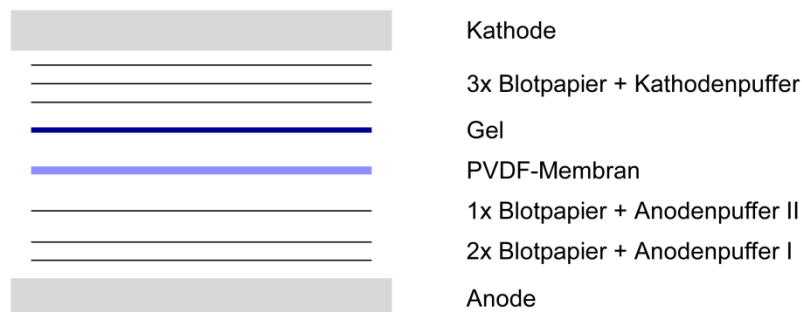 Kathode
3x Blotpapier + Kathodenpuffer
Gel
PVDF-Membran
1x Blotpapier + Anodenpuffer II
2x Blotpapier + Anodenpuffer I
Anode